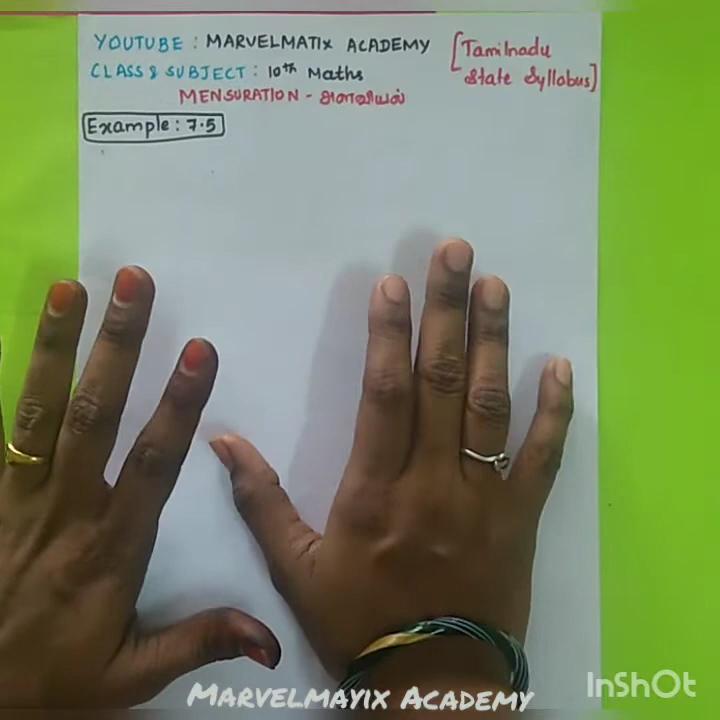 YOUTUBE : MARVELMATIX ACADEMY [Tamilnadu
CLASS & SUBJECT : 10th Maths State Syllabus]
MENSURATION - அளவியல்
Example : 7.5
MARVELMAYIX ACADEMY
InShOt